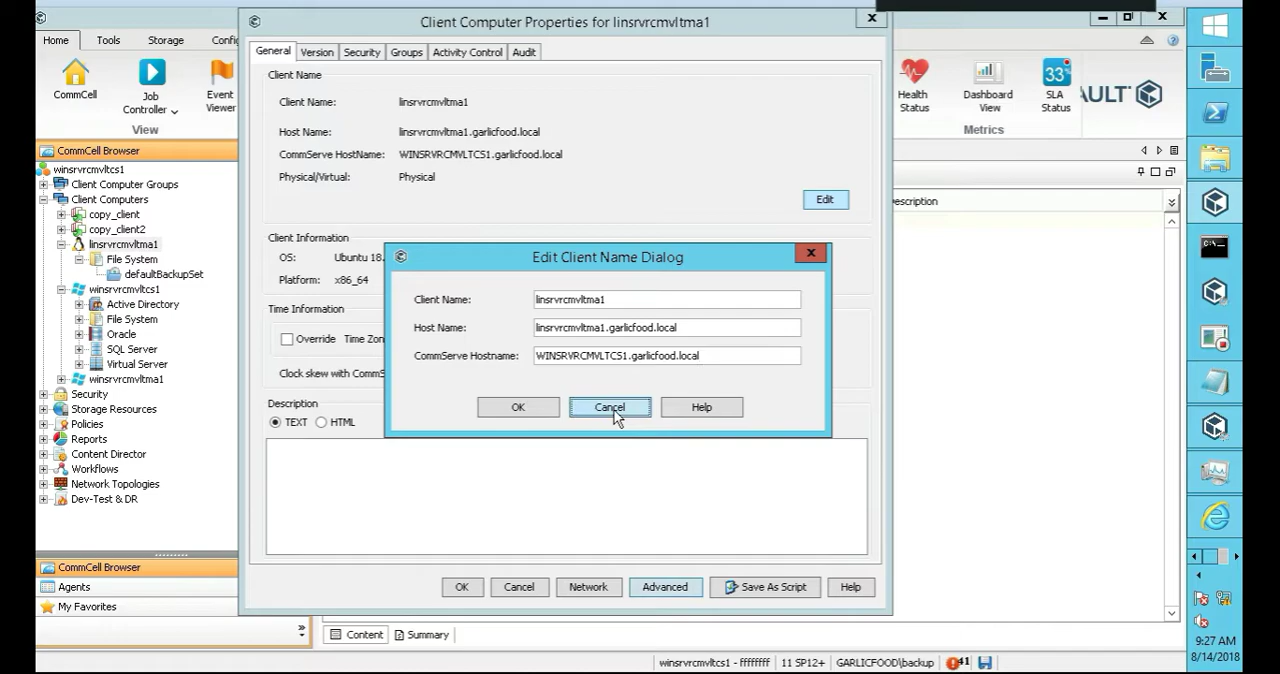 Client Computer Properties for linsrvrcmvltma1
Home Tools Storage
General Version Security Groups Activity Control Audit
CommCell
Job
Controller
Event
Viewer
View
Health
Status
Dashboard
View
SLA
Status
33
Metrics
CommCell Browser
winsrvrcmvltcs1
Client Computer Groups
Client Computers
copy_client
copy_client2
linsrvrcmvltma1
File System
defaultBackupSet
winsrvrcmvltcs1
Active Directory
File System
Oracle
SQL Server
Virtual Server
winsrvrcmvltma1
Security
Storage Resources
Policies
Reports
Content Director
Workflows
Network Topologies
Dev-Test & DR
CommCell Browser
Agents
My Favorites
Client Name
Client Name: linsrvrcmvltma1
Host Name: linsrvrcmvltma1.garlicfood.local
CommServe HostName: WINSRVRCMVLTCS1.garlicfood.local
Physical/Virtual: Physical
Edit
Client Information
OS: Ubuntu 18.
Platform: x86_64
Time Information
Override Time Zon
Clock skew with CommS
Description
TEXT HTML
Edit Client Name Dialog
Client Name: linsrvrcmvltma1
Host Name: linsrvrcmvltma1.garlicfood.local
CommServe Hostname: WINSRVRCMVLTCS1.garlicfood.local
OK Cancel Help
OK Cancel Network Advanced Save As Script Help
Content Summary
winsrvrcmvltcs1 - ffffffff 11 SP12+ GARLICFOOD\backup 41
9:27 AM
8/14/2018